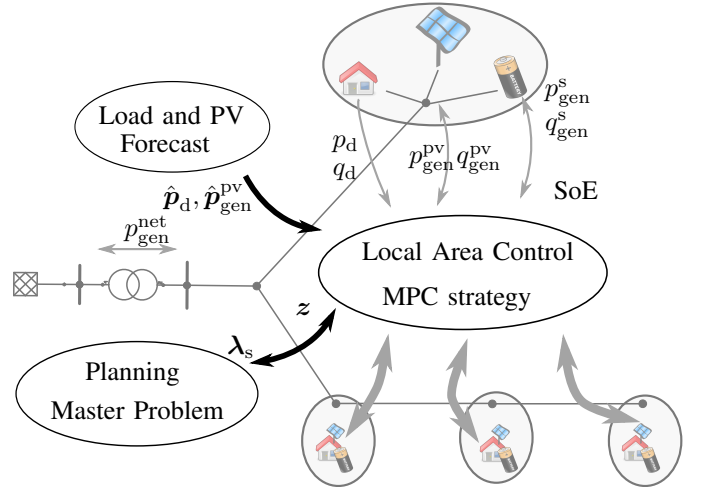 Load and PV
Forecast
p_d
q_d
p_gen^pv q_gen^pv
p_gen^s
q_gen^s
SoE
p̂_d, p̂_gen^pv
p_gen^net
Local Area Control
MPC strategy
z
λ_s
Planning
Master Problem
BATTERY